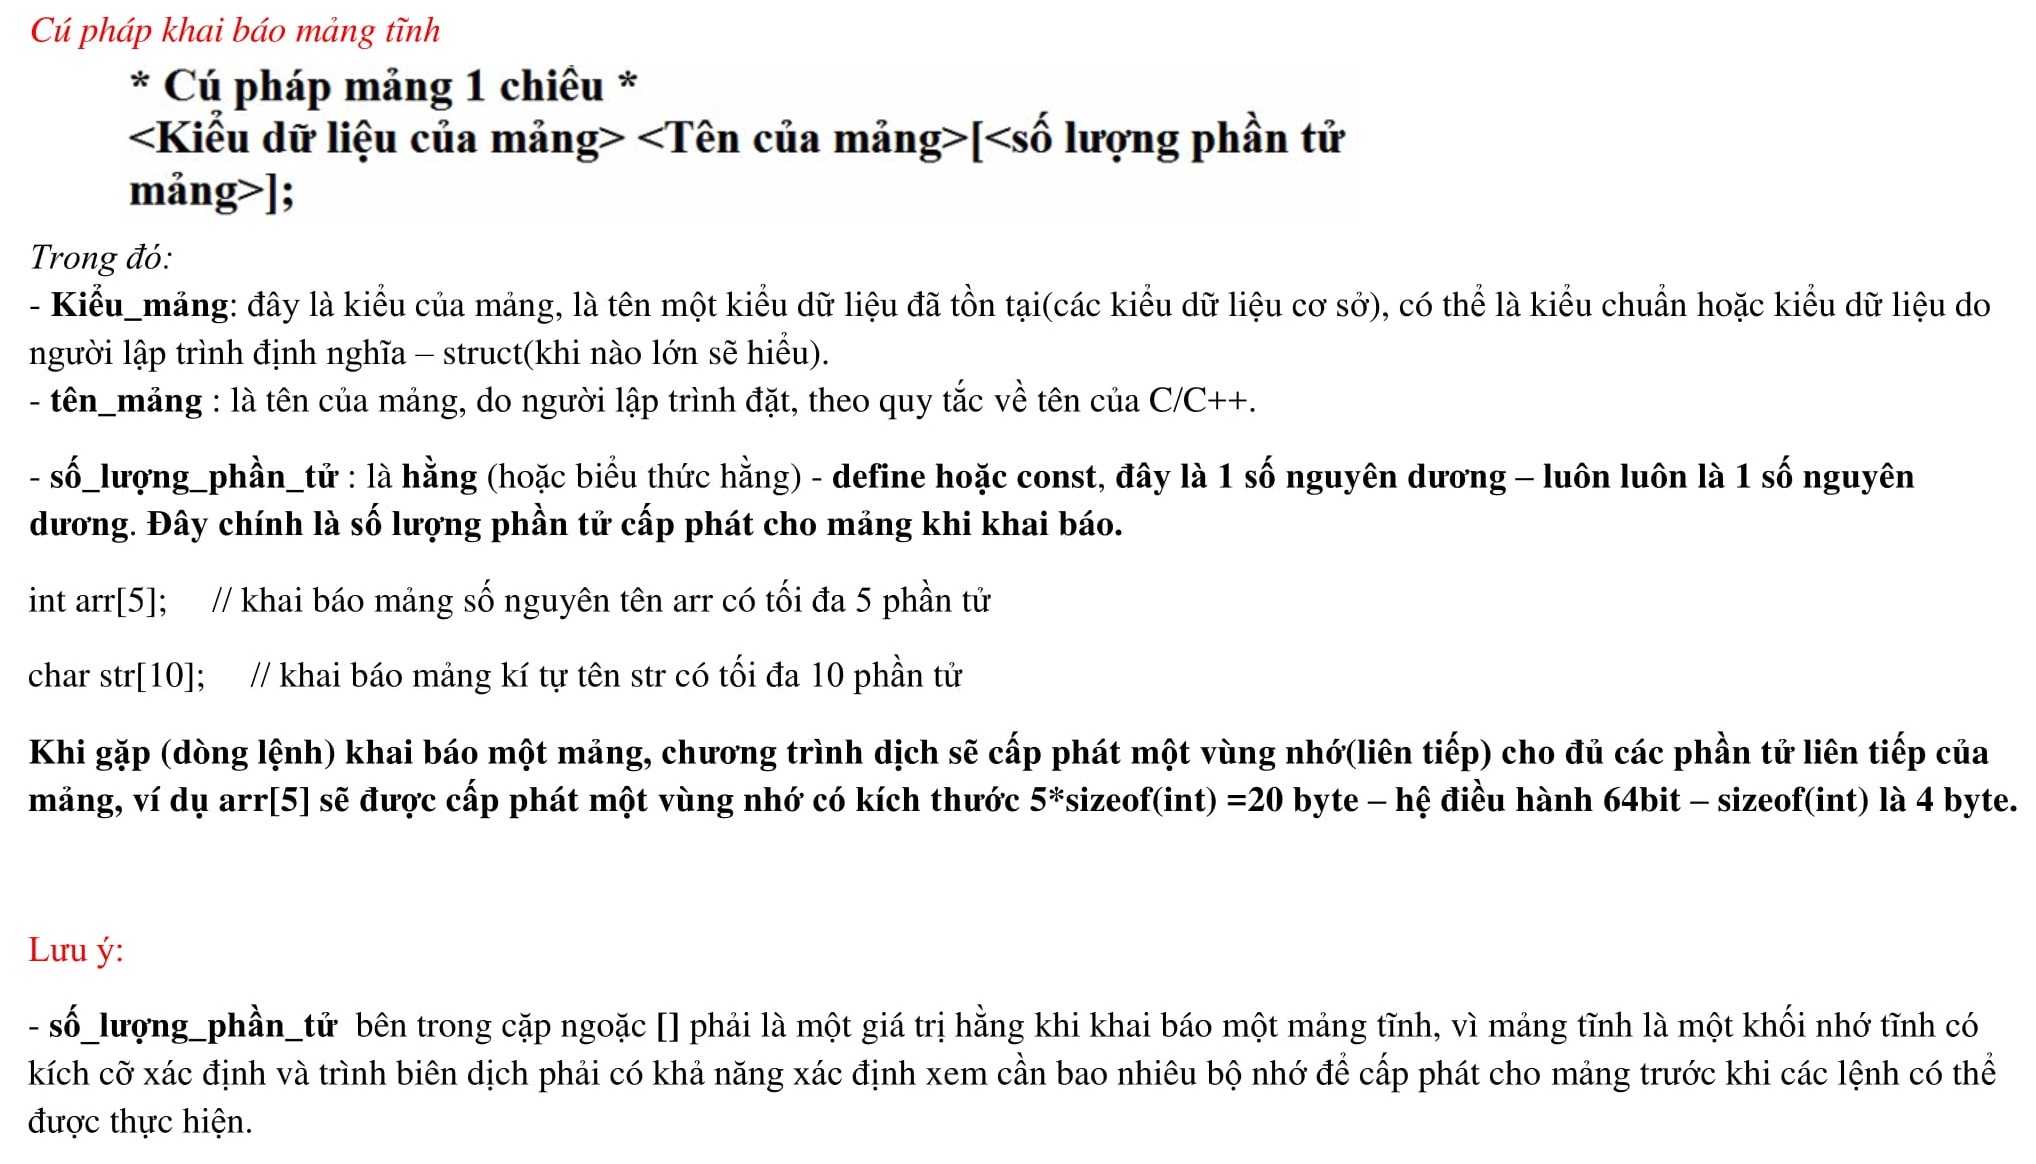 Cú pháp khai báo mảng tĩnh
* Cú pháp mảng 1 chiều *
<Kiểu dữ liệu của mảng> <Tên của mảng>[<số lượng phần tử
mảng>];
Trong đó:
- Kiểu_mảng: đây là kiểu của mảng, là tên một kiểu dữ liệu đã tồn tại(các kiểu dữ liệu cơ sở), có thể là kiểu chuẩn hoặc kiểu dữ liệu do
người lập trình định nghĩa – struct(khi nào lớn sẽ hiểu).
- tên_mảng : là tên của mảng, do người lập trình đặt, theo quy tắc về tên của C/C++.
- số_lượng_phần_tử : là hằng (hoặc biểu thức hằng) - define hoặc const, đây là 1 số nguyên dương – luôn luôn là 1 số nguyên
dương. Đây chính là số lượng phần tử cấp phát cho mảng khi khai báo.
int arr[5]; // khai báo mảng số nguyên tên arr có tối đa 5 phần tử
char str[10]; // khai báo mảng kí tự tên str có tối đa 10 phần tử
Khi gặp (dòng lệnh) khai báo một mảng, chương trình dịch sẽ cấp phát một vùng nhớ(liên tiếp) cho đủ các phần tử liên tiếp của
mảng, ví dụ arr[5] sẽ được cấp phát một vùng nhớ có kích thước 5*sizeof(int) =20 byte – hệ điều hành 64bit – sizeof(int) là 4 byte.
Lưu ý:
- số_lượng_phần_tử bên trong cặp ngoặc [] phải là một giá trị hằng khi khai báo một mảng tĩnh, vì mảng tĩnh là một khối nhớ tĩnh có
kích cỡ xác định và trình biên dịch phải có khả năng xác định xem cần bao nhiêu bộ nhớ để cấp phát cho mảng trước khi các lệnh có thể
được thực hiện.